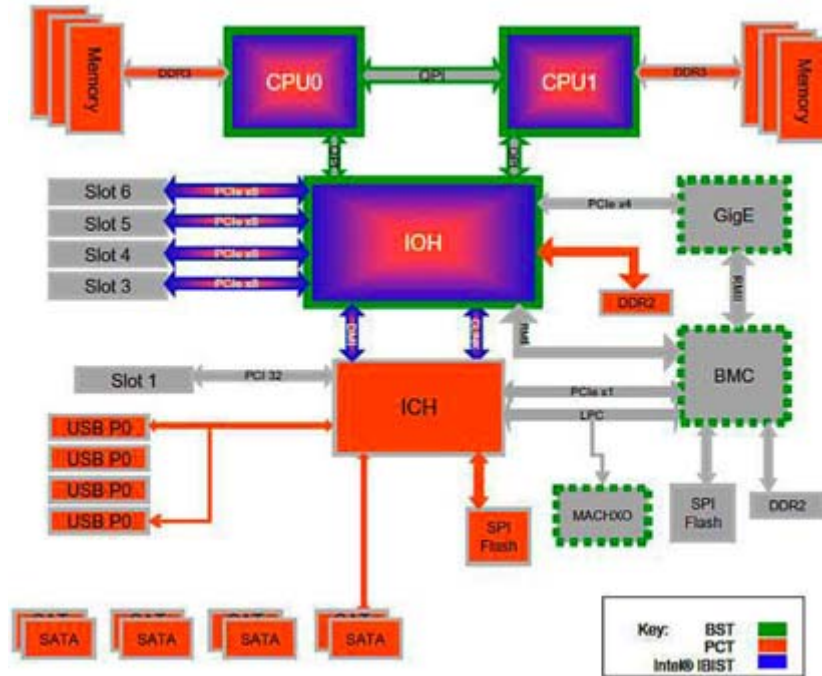 Memory
DDR3
CPU0
QPI
CPU1
DDR3
Memory
QPI
QPI
Slot 6
PCIe x8
Slot 5
PCIe x8
Slot 4
PCIe x8
Slot 3
PCIe x8
IOH
PCIe x4
GigE
DDR2
RMII
DMI
RMII
BMC
Slot 1
PCI 32
ICH
PCIe x1
LPC
USB P0
USB P0
USB P0
USB P0
SPI
Flash
MACHXO
SPI
Flash
DDR2
SATA
SATA
SATA
SATA
Key:
BST
PCT
Intel® IBIST